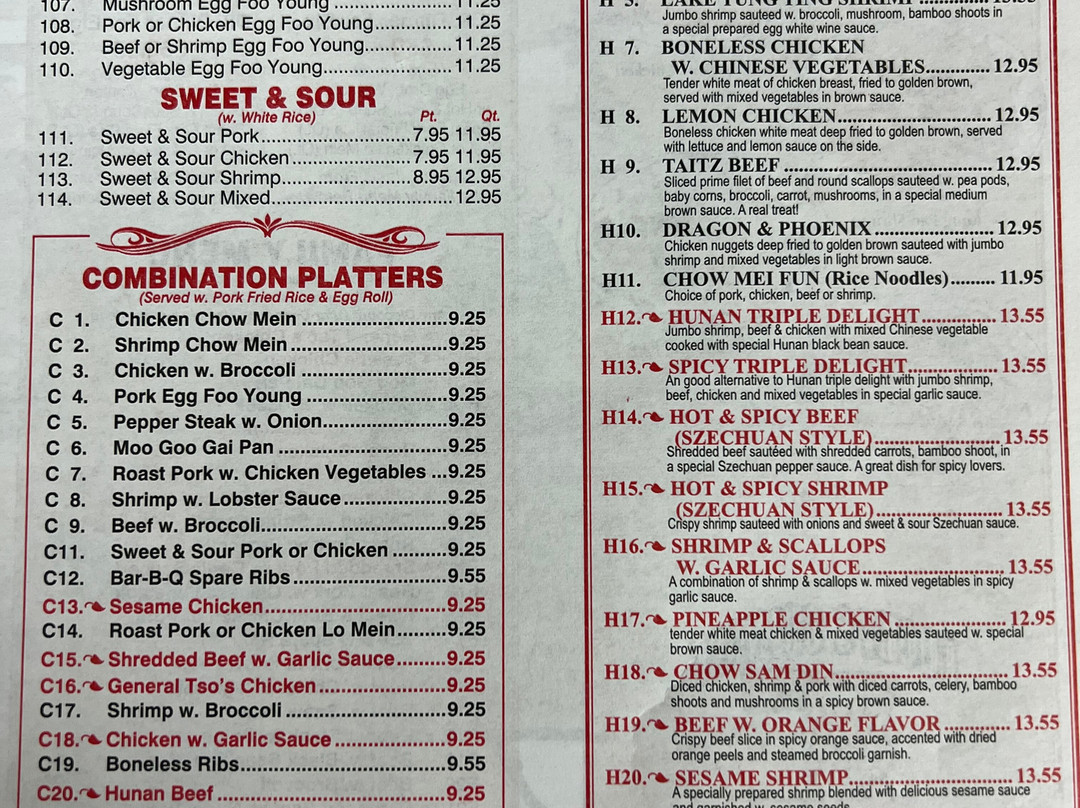 107. Mushroom Egg Foo Young.......................11.25
108. Pork or Chicken Egg Foo Young...............11.25
109. Beef or Shrimp Egg Foo Young.................11.25
110. Vegetable Egg Foo Young.........................11.25
SWEET & SOUR
(w. White Rice) Pt. Qt.
111. Sweet & Sour Pork..............................7.95 11.95
112. Sweet & Sour Chicken........................7.95 11.95
113. Sweet & Sour Shrimp..........................8.95 12.95
114. Sweet & Sour Mixed...................................12.95
COMBINATION PLATTERS
(Served w. Pork Fried Rice & Egg Roll)
C 1. Chicken Chow Mein ............................9.25
C 2. Shrimp Chow Mein..............................9.25
C 3. Chicken w. Broccoli ............................9.25
C 4. Pork Egg Foo Young ...........................9.25
C 5. Pepper Steak w. Onion........................9.25
C 6. Moo Goo Gai Pan ................................9.25
C 7. Roast Pork w. Chicken Vegetables ...9.25
C 8. Shrimp w. Lobster Sauce....................9.25
C 9. Beef w. Broccoli...................................9.25
C11. Sweet & Sour Pork or Chicken ..........9.25
C12. Bar-B-Q Spare Ribs.............................9.55
C13. Sesame Chicken..................................9.25
C14. Roast Pork or Chicken Lo Mein.........9.25
C15. Shredded Beef w. Garlic Sauce.........9.25
C16. General Tso's Chicken........................9.25
C17. Shrimp w. Broccoli ..............................9.25
C18. Chicken w. Garlic Sauce .....................9.25
C19. Boneless Ribs......................................9.55
C20. Hunan Beef ..........................................9.25
H 5. LAKE TUNG TING SHRIMP ................13.55
Jumbo shrimp sauteed w. broccoli, mushroom, bamboo shoots in
a special prepared egg white wine sauce.
H 7. BONELESS CHICKEN
W. CHINESE VEGETABLES............ 12.95
Tender white meat of chicken breast, fried to golden brown,
served with mixed vegetables in brown sauce.
H 8. LEMON CHICKEN............................. 12.95
Boneless chicken white meat deep fried to golden brown, served
with lettuce and lemon sauce on the side.
H 9. TAITZ BEEF ....................................... 12.95
Sliced prime filet of beef and round scallops sauteed w. pea pods,
baby corns, broccoli, carrot, mushrooms, in a special medium
brown sauce. A real treat!
H10. DRAGON & PHOENIX...................... 12.95
Chicken nuggets deep fried to golden brown sauteed with jumbo
shrimp and mixed vegetables in light brown sauce.
H11. CHOW MEI FUN (Rice Noodles)......... 11.95
Choice of pork, chicken, beef or shrimp.
H12. HUNAN TRIPLE DELIGHT.............. 13.55
Jumbo shrimp, beef & chicken with mixed Chinese vegetable
cooked with special Hunan black bean sauce.
H13. SPICY TRIPLE DELIGHT................. 13.55
An good alternative to Hunan triple delight with jumbo shrimp,
beef, chicken and mixed vegetables in special garlic sauce.
H14. HOT & SPICY BEEF
(SZECHUAN STYLE)........................ 13.55
Shredded beef sautéed with shredded carrots, bamboo shoot, in
a special Szechuan pepper sauce. A great dish for spicy lovers.
H15. HOT & SPICY SHRIMP
(SZECHUAN STYLE)........................ 13.55
Crispy shrimp sauteed with onions and sweet & sour Szechuan sauce.
H16. SHRIMP & SCALLOPS
W. GARLIC SAUCE........................... 13.55
A combination of shrimp & scallops w. mixed vegetables in spicy
garlic sauce.
H17. PINEAPPLE CHICKEN ..................... 12.95
tender white meat chicken & mixed vegetables sauteed w. special
brown sauce.
H18. CHOW SAM DIN................................. 13.55
Diced chicken, shrimp & pork with diced carrots, celery, bamboo
shoots and mushrooms in a spicy brown sauce.
H19. BEEF W. ORANGE FLAVOR ............ 13.55
Crispy beef slice in spicy orange sauce, accented with dried
orange peels and steamed broccoli garnish.
H20. SESAME SHRIMP............................... 13.55
A specially prepared shrimp blended with delicious sesame sauce
and garnished w. sesame seeds.